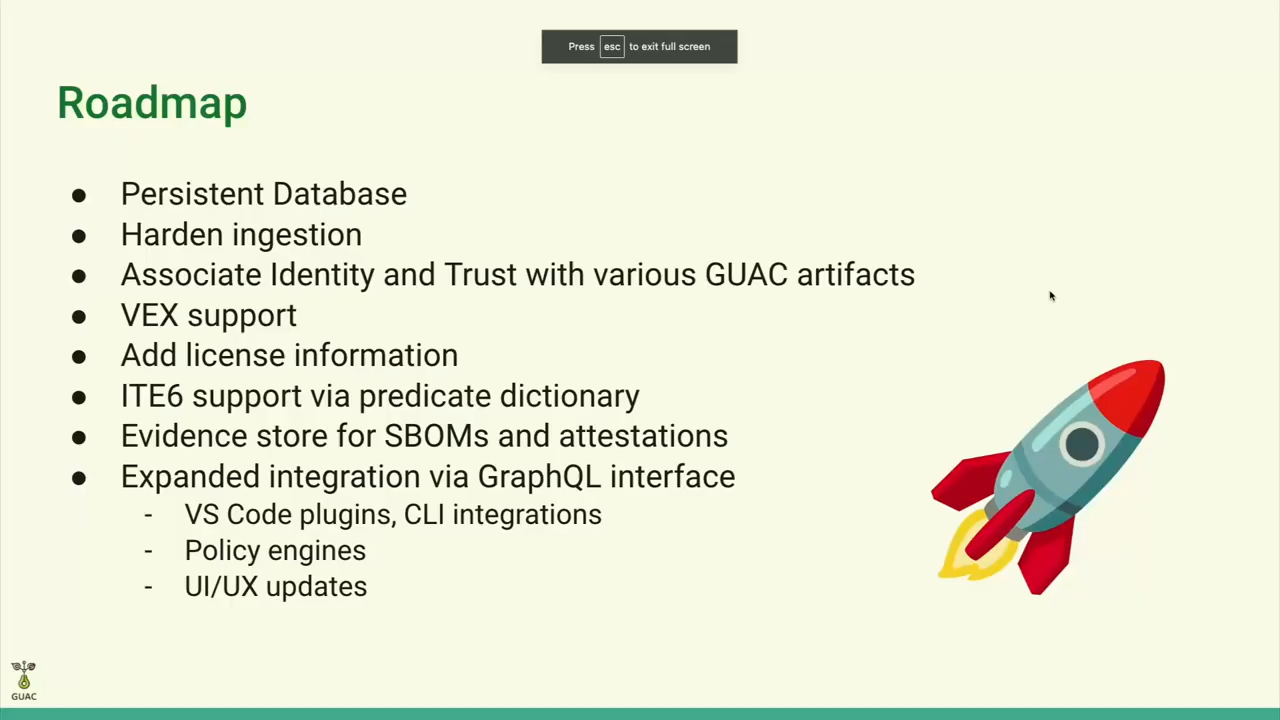 Press esc to exit full screen
Roadmap
● Persistent Database
● Harden ingestion
● Associate Identity and Trust with various GUAC artifacts
● VEX support
● Add license information
● ITE6 support via predicate dictionary
● Evidence store for SBOMs and attestations
● Expanded integration via GraphQL interface
- VS Code plugins, CLI integrations
- Policy engines
- UI/UX updates
GUAC